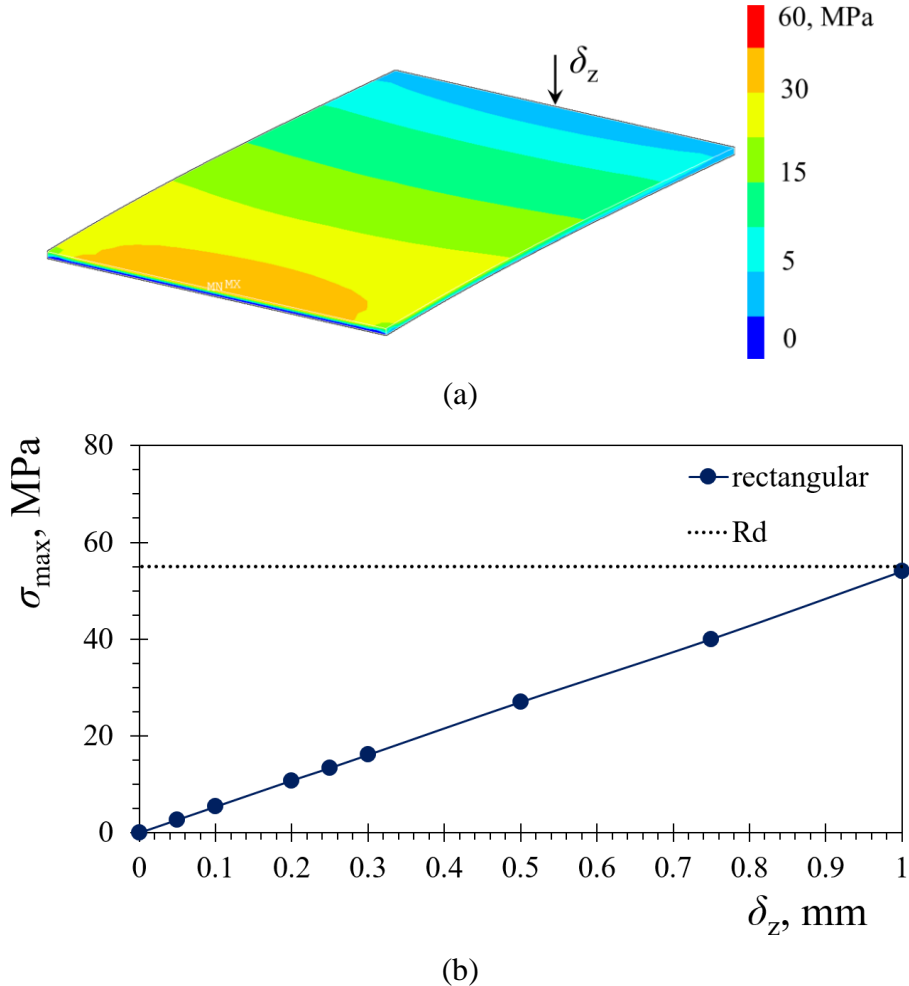 60, MPa
δz
30
15
5
0
MN MX
(a)
80
60
40
20
0
σmax, MPa
rectangular
Rd
0 0.1 0.2 0.3 0.4 0.5 0.6 0.7 0.8 0.9 1
δz, mm
(b)